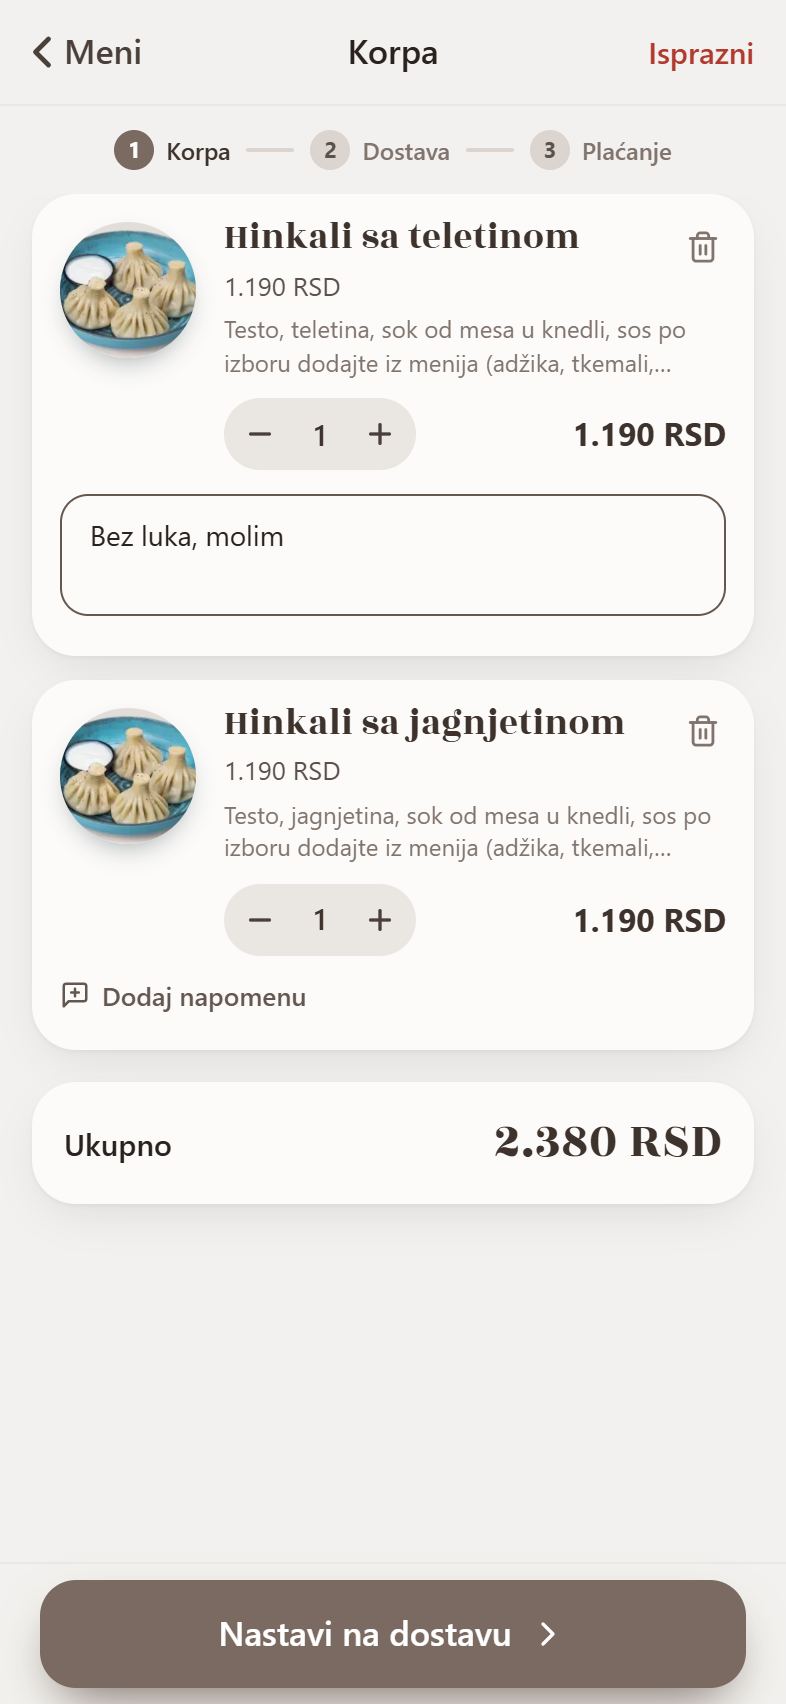 Meni
Korpa
Isprazni
1 Korpa
2 Dostava
3 Plaćanje
Hinkali sa teletinom
1.190 RSD
Testo, teletina, sok od mesa u knedli, sos po
izboru dodajte iz menija (adžika, tkemali,...
1
1.190 RSD
Bez luka, molim
Hinkali sa jagnjetinom
1.190 RSD
Testo, jagnjetina, sok od mesa u knedli, sos po
izboru dodajte iz menija (adžika, tkemali,...
1
1.190 RSD
Dodaj napomenu
Ukupno
2.380 RSD
Nastavi na dostavu